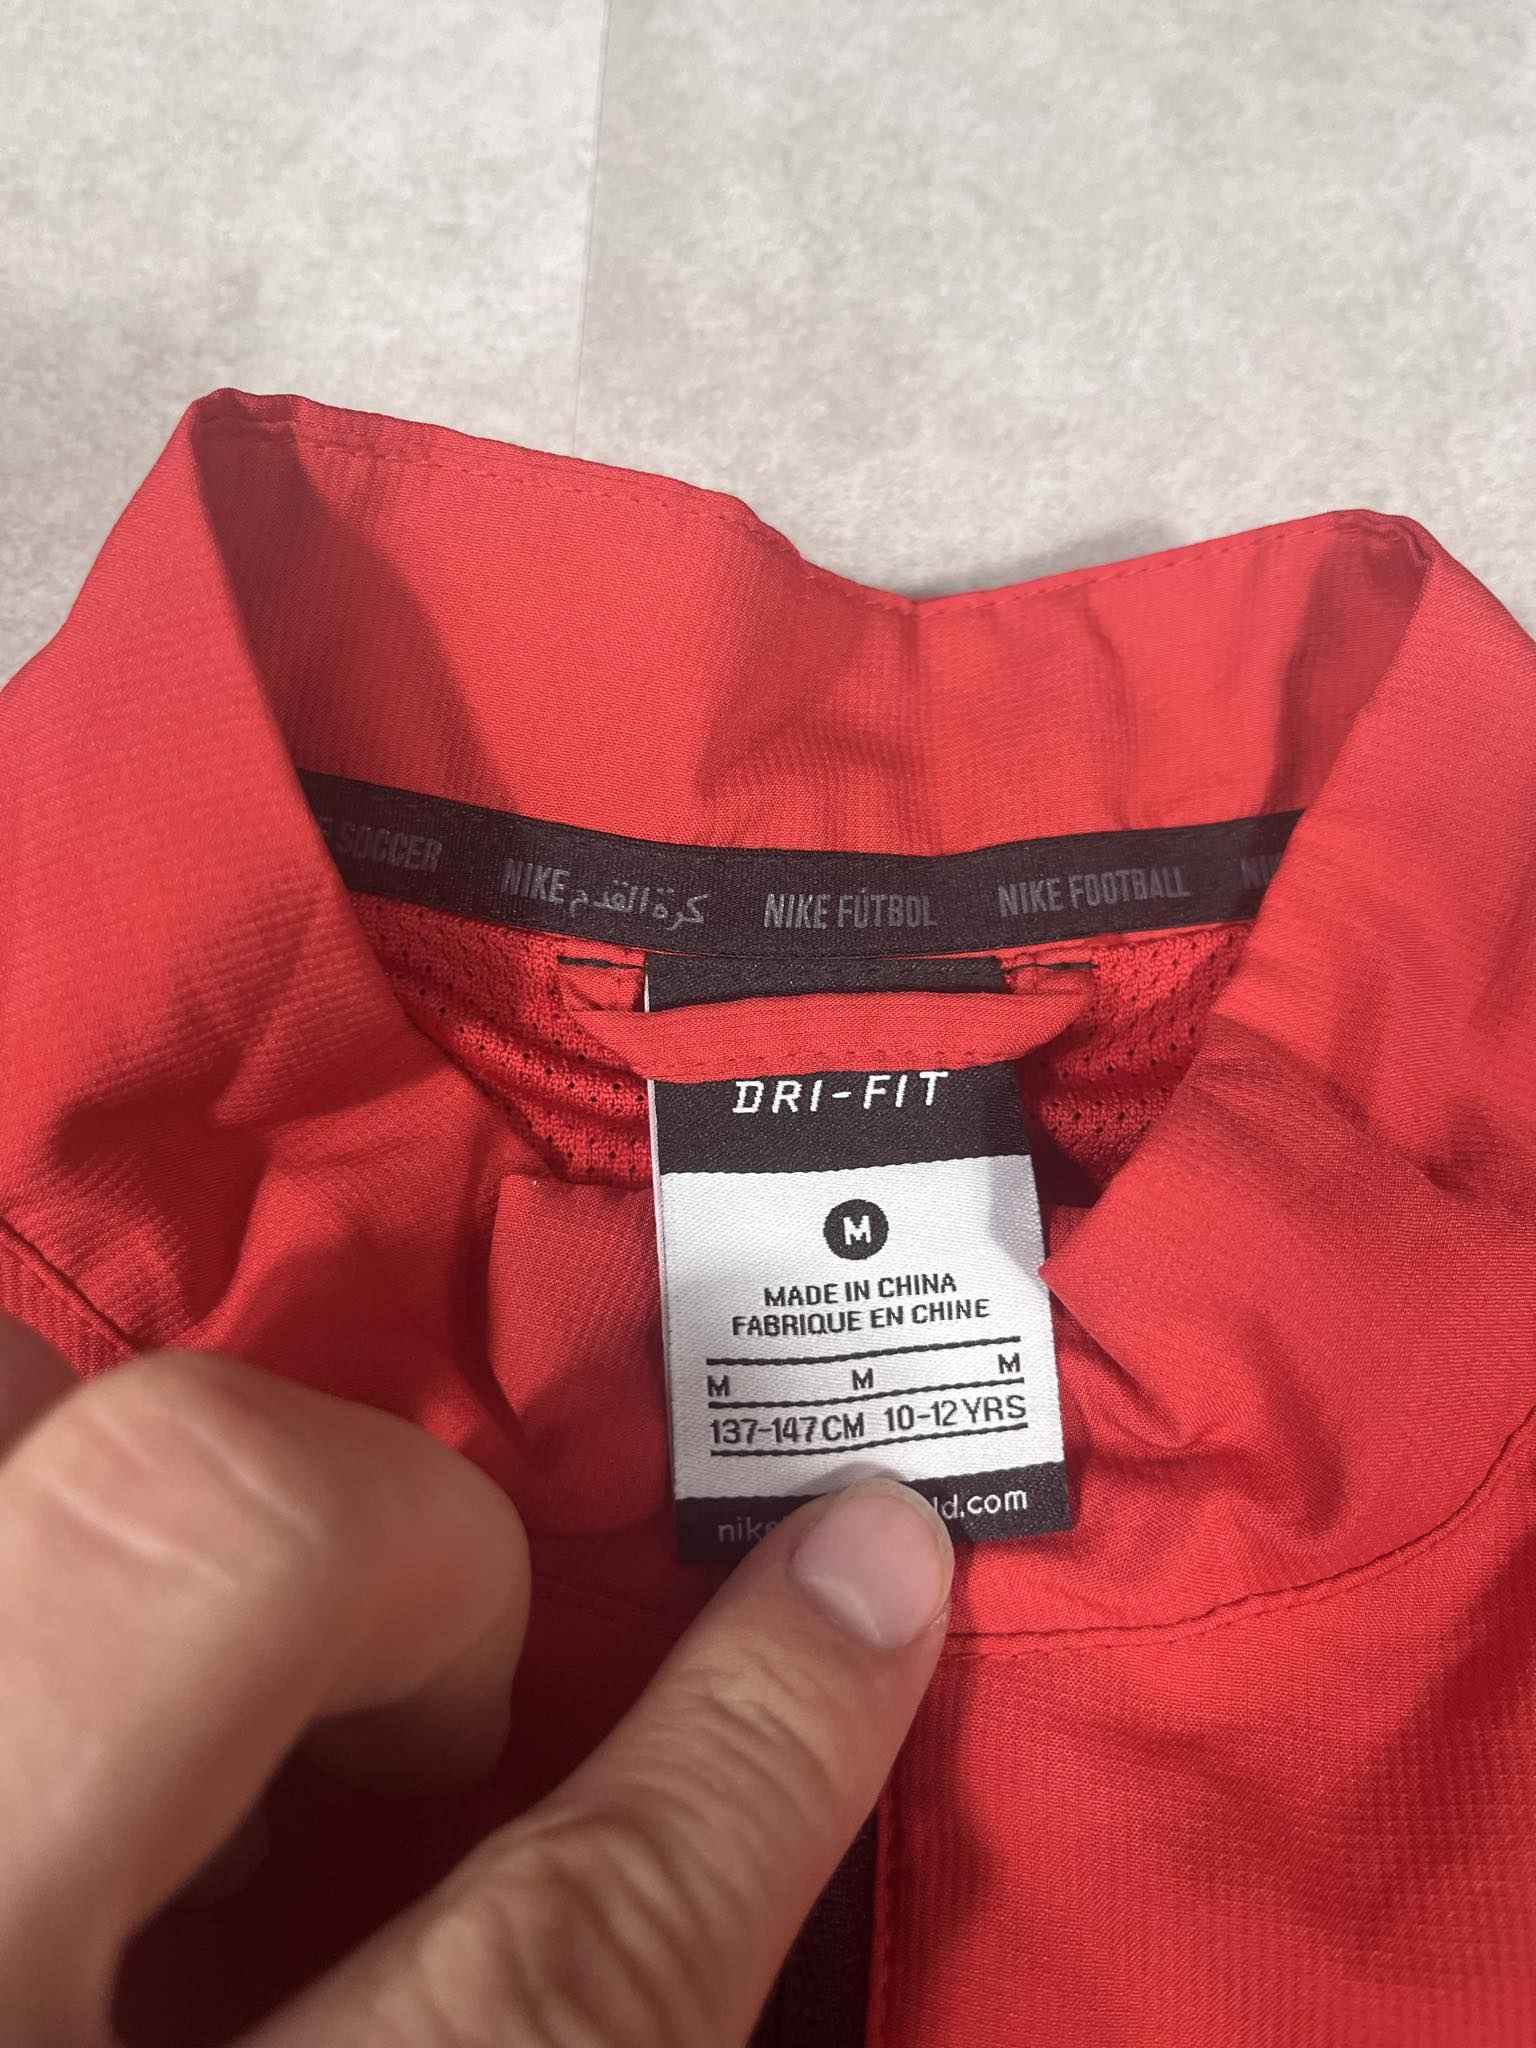 SOCCER NIKE كرة القدم NIKE FÚTBOL NIKE FOOTBALL
DRI-FIT
M
MADE IN CHINA
FABRIQUE EN CHINE
M M M
137-147CM 10-12YRS